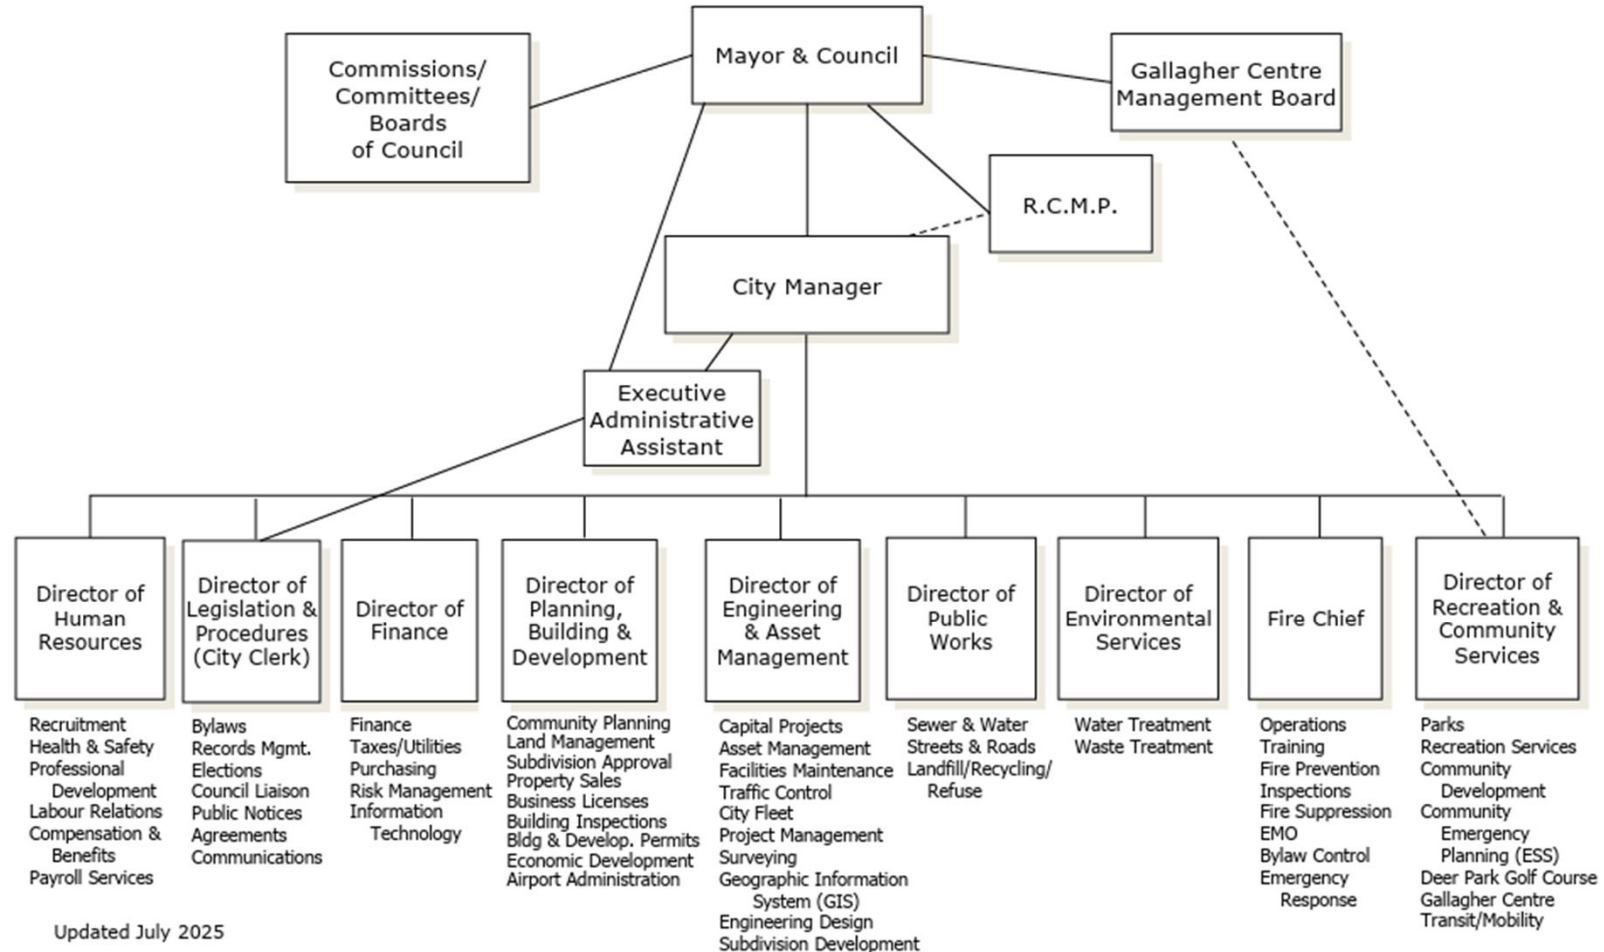 Mayor & Council
Commissions/
Committees/
Boards
of Council
Gallagher Centre
Management Board
R.C.M.P.
City Manager
Executive
Administrative
Assistant
Director of
Human
Resources
Director of
Legislation &
Procedures
(City Clerk)
Director of
Finance
Director of
Planning,
Building &
Development
Director of
Engineering
& Asset
Management
Director of
Public
Works
Director of
Environmental
Services
Fire Chief
Director of
Recreation &
Community
Services
Recruitment
Health & Safety
Professional
Development
Labour Relations
Compensation &
Benefits
Payroll Services
Bylaws
Records Mgmt.
Elections
Council Liaison
Public Notices
Agreements
Communications
Finance
Taxes/Utilities
Purchasing
Risk Management
Information
Technology
Community Planning
Land Management
Subdivision Approval
Property Sales
Business Licenses
Building Inspections
Bldg & Develop. Permits
Economic Development
Airport Administration
Capital Projects
Asset Management
Facilities Maintenance
Traffic Control
City Fleet
Project Management
Surveying
Geographic Information
System (GIS)
Engineering Design
Subdivision Development
Sewer & Water
Streets & Roads
Landfill/Recycling/
Refuse
Water Treatment
Waste Treatment
Operations
Training
Fire Prevention
Inspections
Fire Suppression
EMO
Bylaw Control
Emergency
Response
Parks
Recreation Services
Community
Development
Community
Emergency
Planning (ESS)
Deer Park Golf Course
Gallagher Centre
Transit/Mobility
Updated July 2025